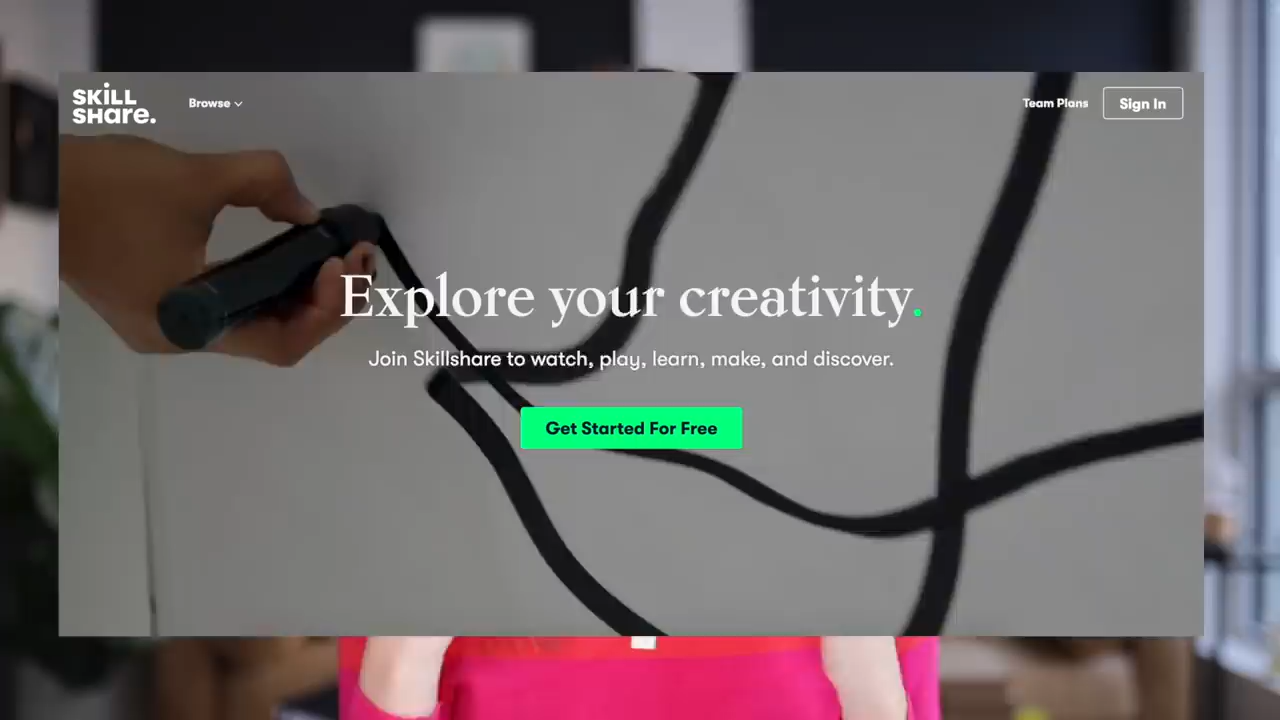 SKILL
SHARE.
Browse
Team Plans
Sign In
Explore your creativity.
Join Skillshare to watch, play, learn, make, and discover.
Get Started For Free